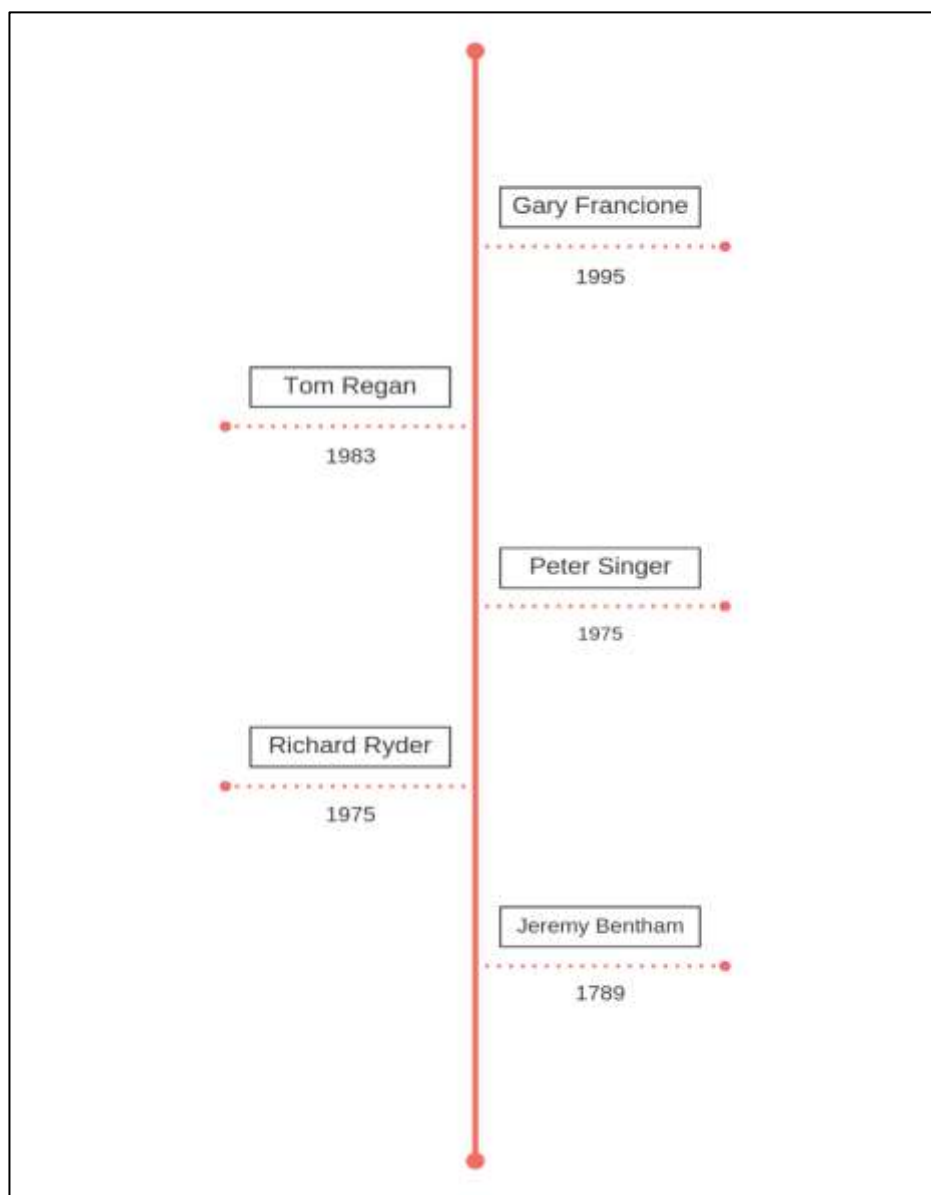 Gary Francione
1995
Tom Regan
1983
Peter Singer
1975
Richard Ryder
1975
Jeremy Bentham
1789